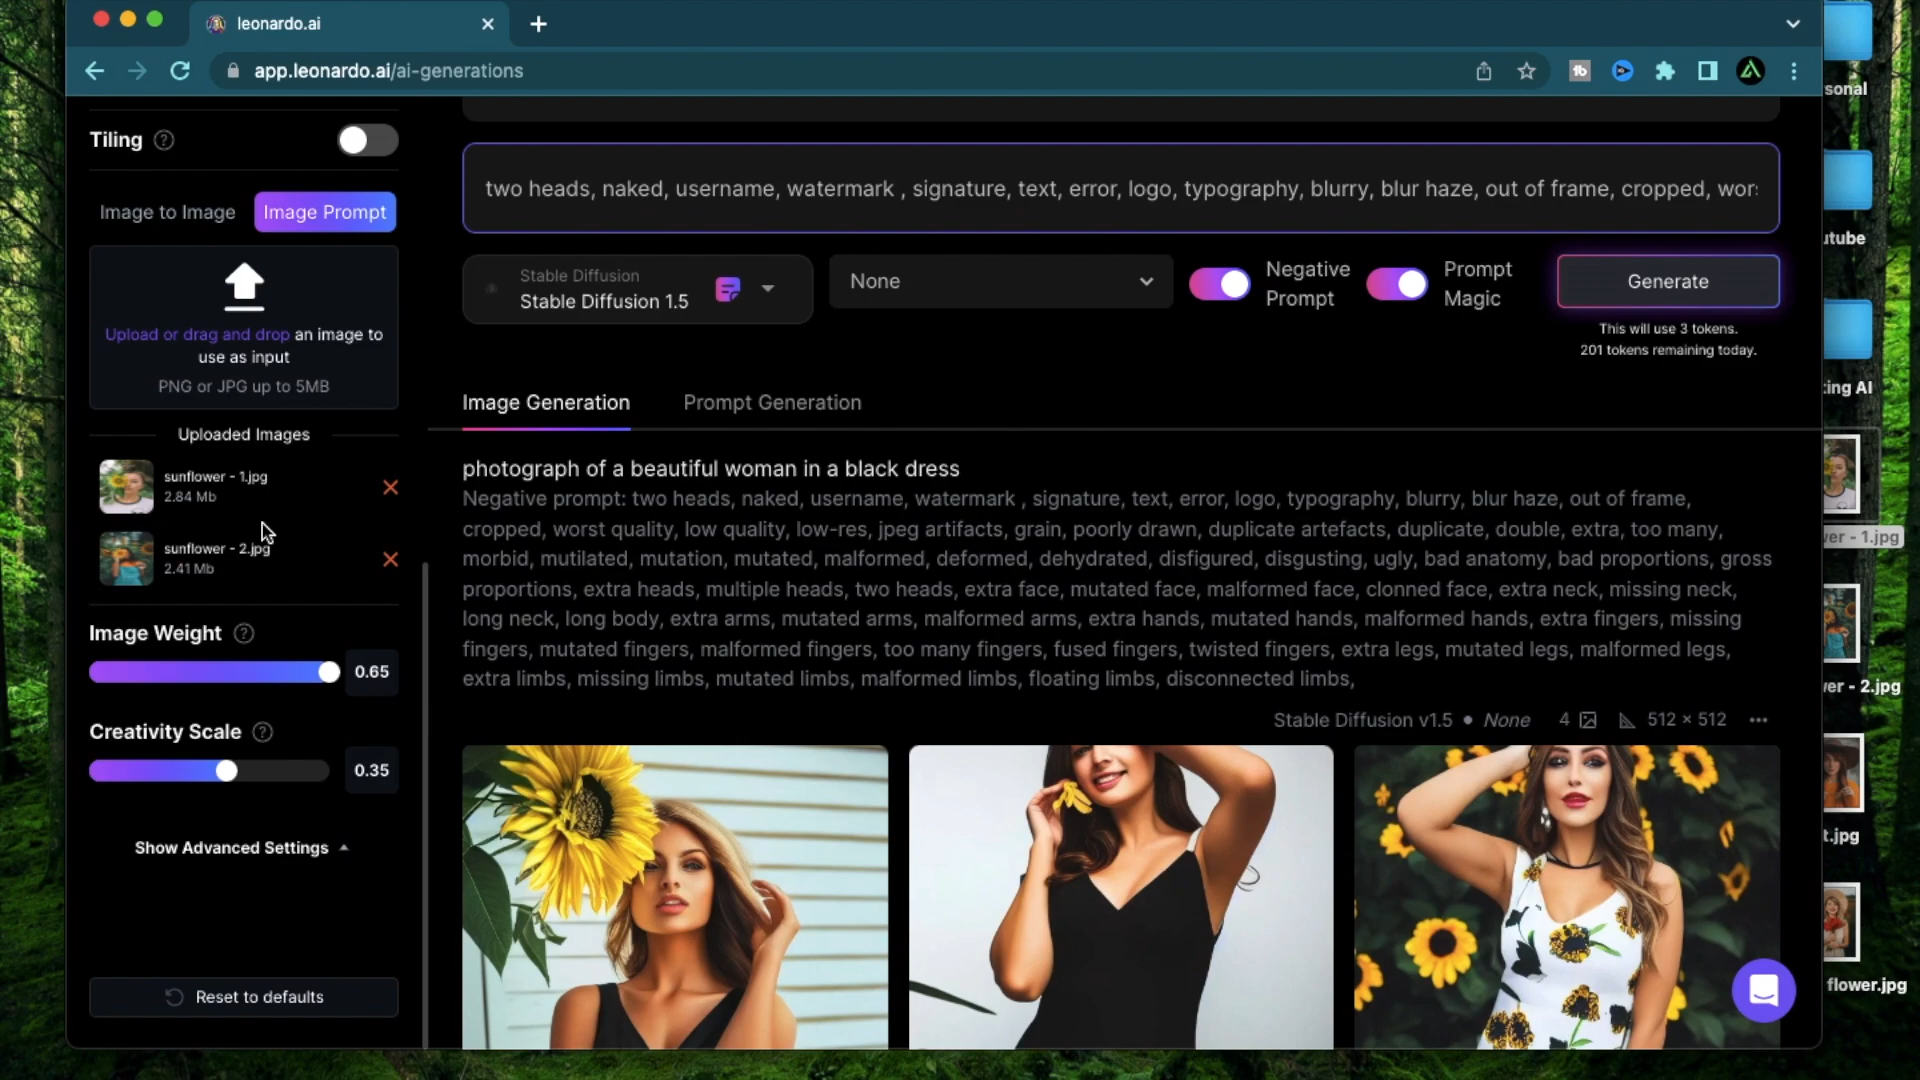 leonardo.ai
app.leonardo.ai/ai-generations
Tiling
Image to Image
Image Prompt
Upload or drag and drop an image to
use as input
PNG or JPG up to 5MB
Uploaded Images
sunflower - 1.jpg
2.84 Mb
sunflower - 2.jpg
2.41 Mb
Image Weight
0.65
Creativity Scale
0.35
Show Advanced Settings
Reset to defaults
two heads, naked, username, watermark , signature, text, error, logo, typography, blurry, blur haze, out of frame, cropped, wor
Stable Diffusion
Stable Diffusion 1.5
None
Negative
Prompt
Prompt
Magic
Generate
This will use 3 tokens.
201 tokens remaining today.
Image Generation
Prompt Generation
photograph of a beautiful woman in a black dress
Negative prompt: two heads, naked, username, watermark , signature, text, error, logo, typography, blurry, blur haze, out of frame,
cropped, worst quality, low quality, low-res, jpeg artifacts, grain, poorly drawn, duplicate artefacts, duplicate, double, extra, too many,
morbid, mutilated, mutation, mutated, malformed, deformed, dehydrated, disfigured, disgusting, ugly, bad anatomy, bad proportions, gross
proportions, extra heads, multiple heads, two heads, extra face, mutated face, malformed face, clonned face, extra neck, missing neck,
long neck, long body, extra arms, mutated arms, malformed arms, extra hands, mutated hands, malformed hands, extra fingers, missing
fingers, mutated fingers, malformed fingers, too many fingers, fused fingers, twisted fingers, extra legs, mutated legs, malformed legs,
extra limbs, missing limbs, mutated limbs, malformed limbs, floating limbs, disconnected limbs,
Stable Diffusion v1.5 • None 4 512 × 512
sonal
utube
ting AI
ver - 1.jpg
ver - 2.jpg
t.jpg
flower.jpg